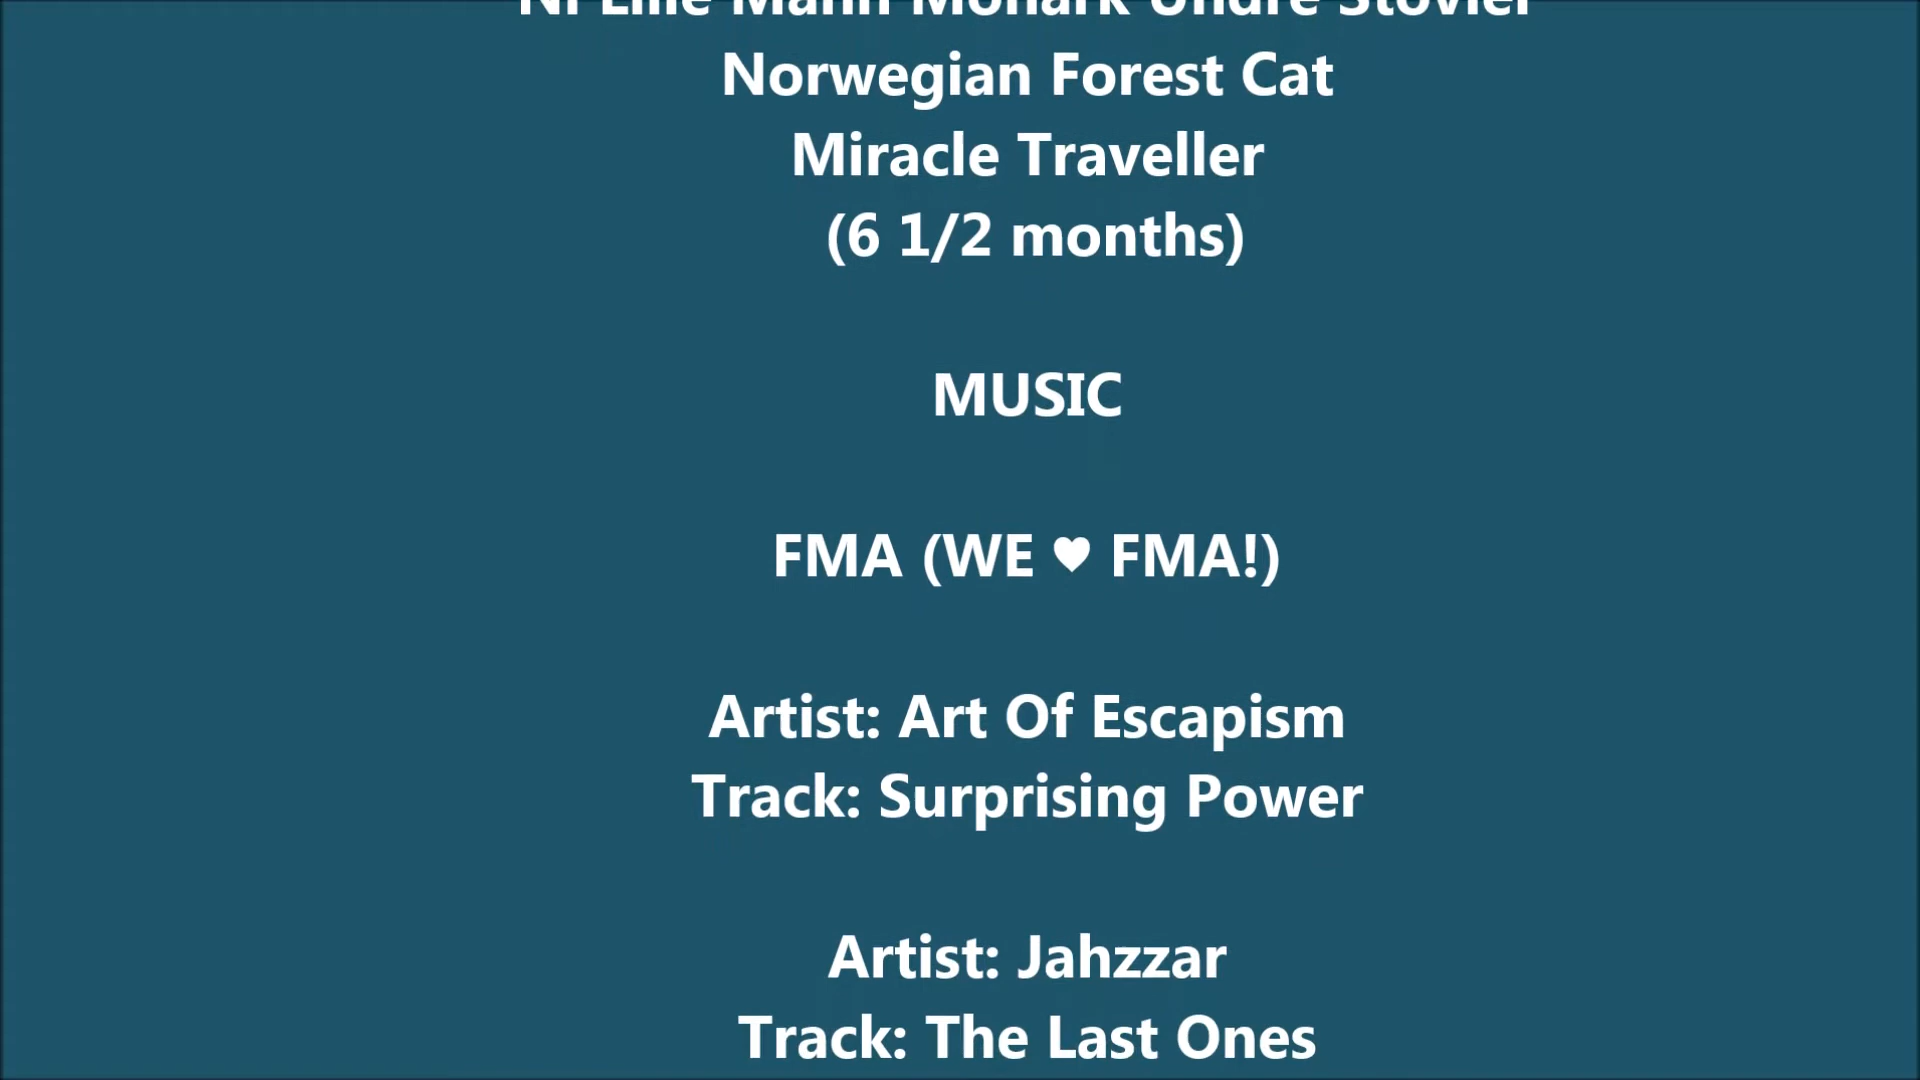 Norwegian Forest Cat
Miracle Traveller
(6 1/2 months)
MUSIC
FMA (WE ♥ FMA!)
Artist: Art Of Escapism
Track: Surprising Power
Artist: Jahzzar
Track: The Last Ones